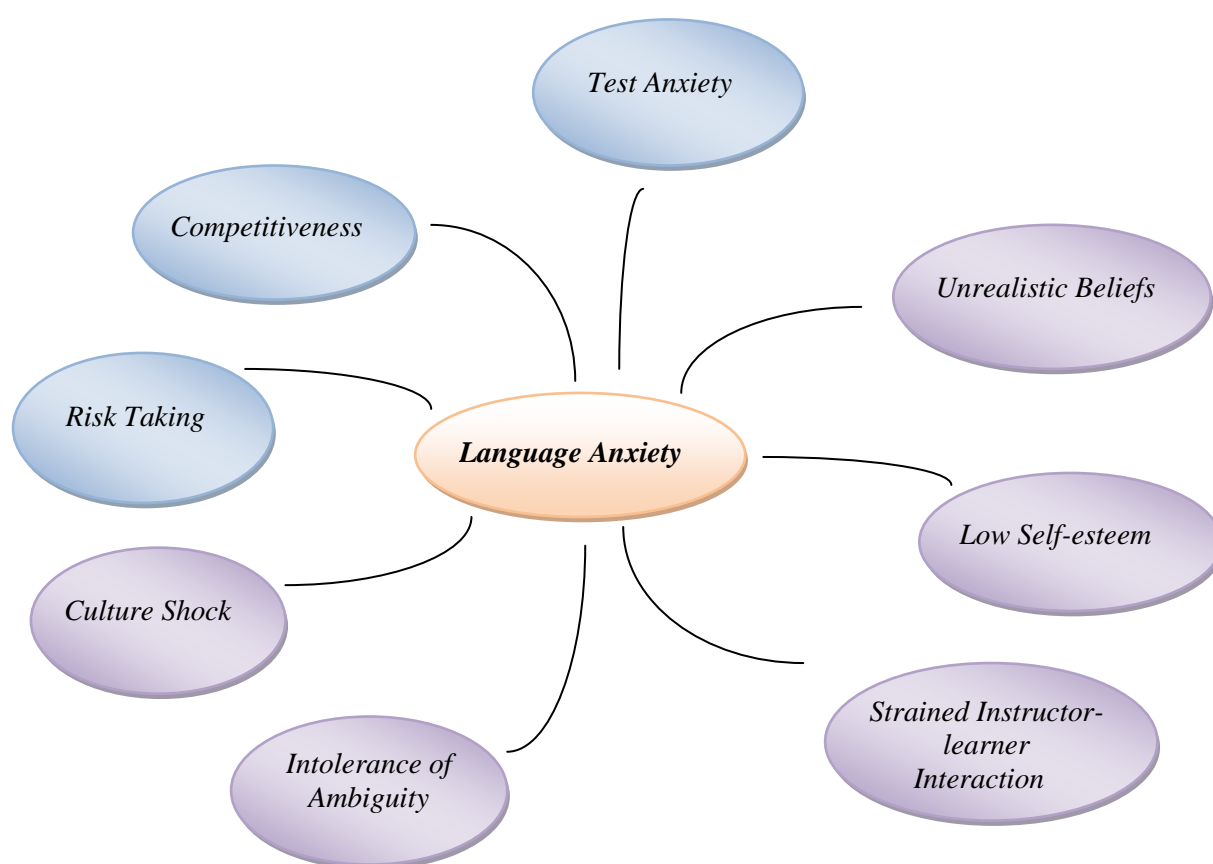 Test Anxiety
Competitiveness
Unrealistic Beliefs
Risk Taking
Language Anxiety
Low Self-esteem
Culture Shock
Strained Instructor-
learner
Interaction
Intolerance of
Ambiguity